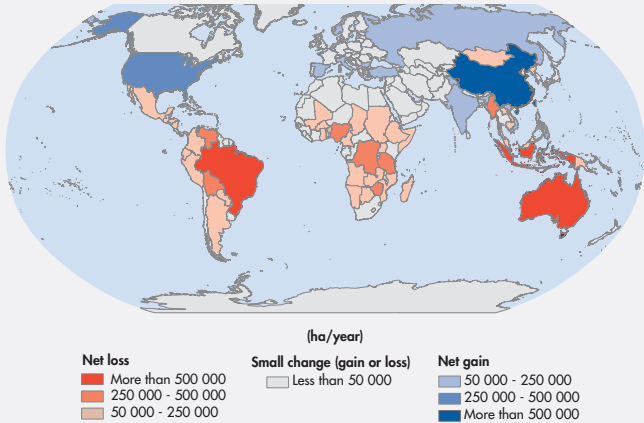 (ha/year)
Net loss
More than 500 000
250 000 - 500 000
50 000 - 250 000
Small change (gain or loss)
Less than 50 000
Net gain
50 000 - 250 000
250 000 - 500 000
More than 500 000